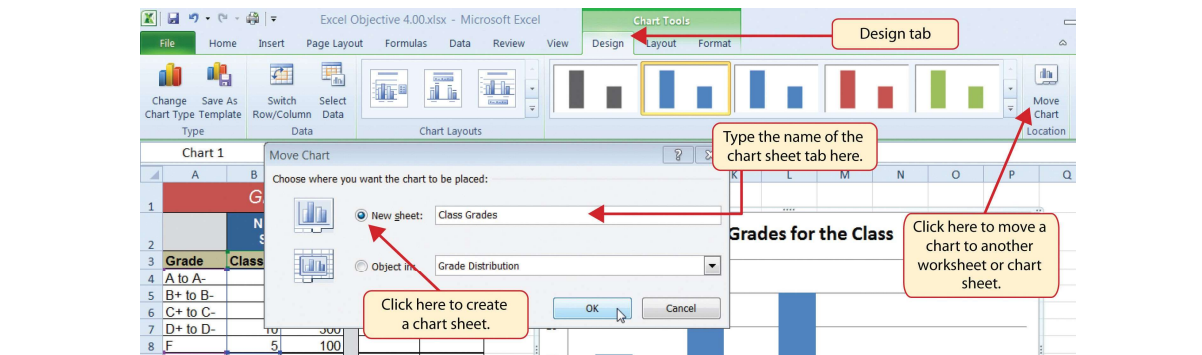 Excel Objective 4.00.xlsx - Microsoft Excel
Chart Tools
Design tab
File Home Insert Page Layout Formulas Data Review View Design Layout Format
Change Chart Type
Save As Template
Switch Row/Column
Select Data
Move Chart
Type Data Chart Layouts Location
Type the name of the
chart sheet tab here.
Chart 1
Move Chart
A B K L M N O P Q
Choose where you want the chart to be placed:
1 G
New sheet: Class Grades
2 N
S
Grades for the Class
Click here to move a
chart to another
worksheet or chart
sheet.
3 Grade Class
Object in: Grade Distribution
4 A to A-
5 B+ to B-
Click here to create
a chart sheet.
OK Cancel
6 C+ to C-
7 D+ to D- 10 300
8 F 5 100